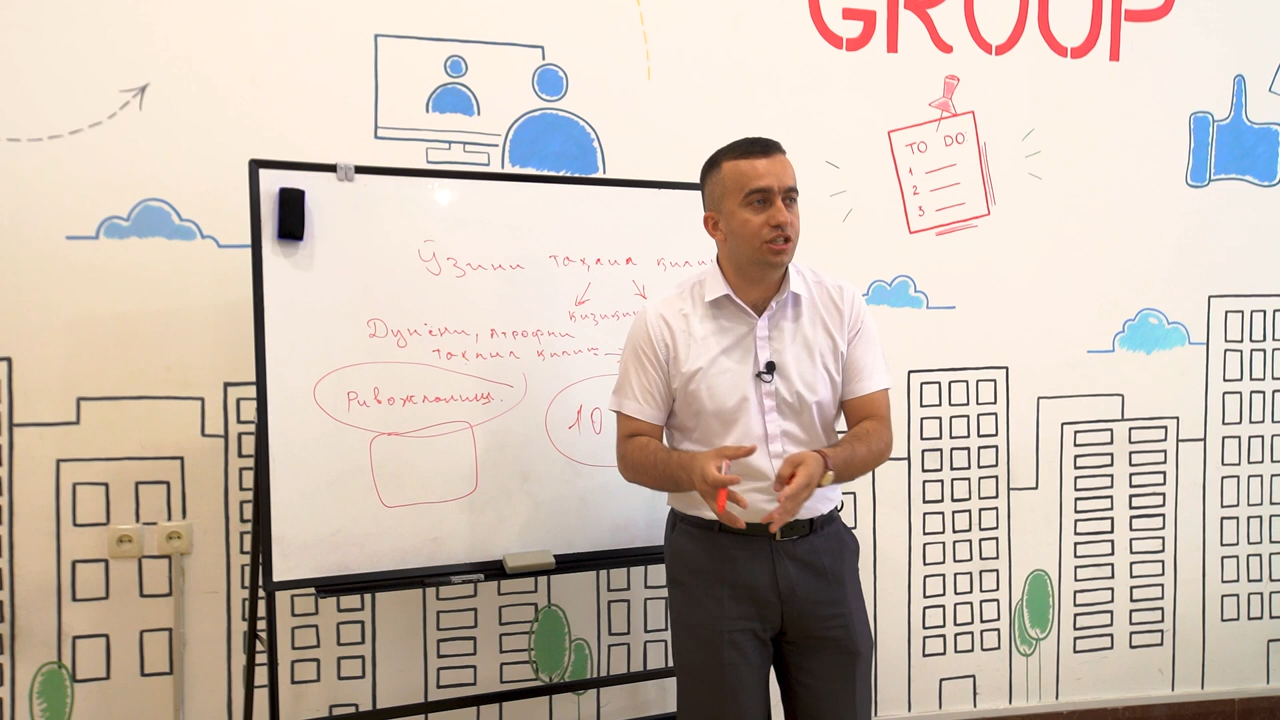 GROUP
TO DO
1
2
3
Ўзини таҳлил қилиш
қизиқиш
Дунёни, атрофни
таҳлил қилиш →
Ривожланиш.
10